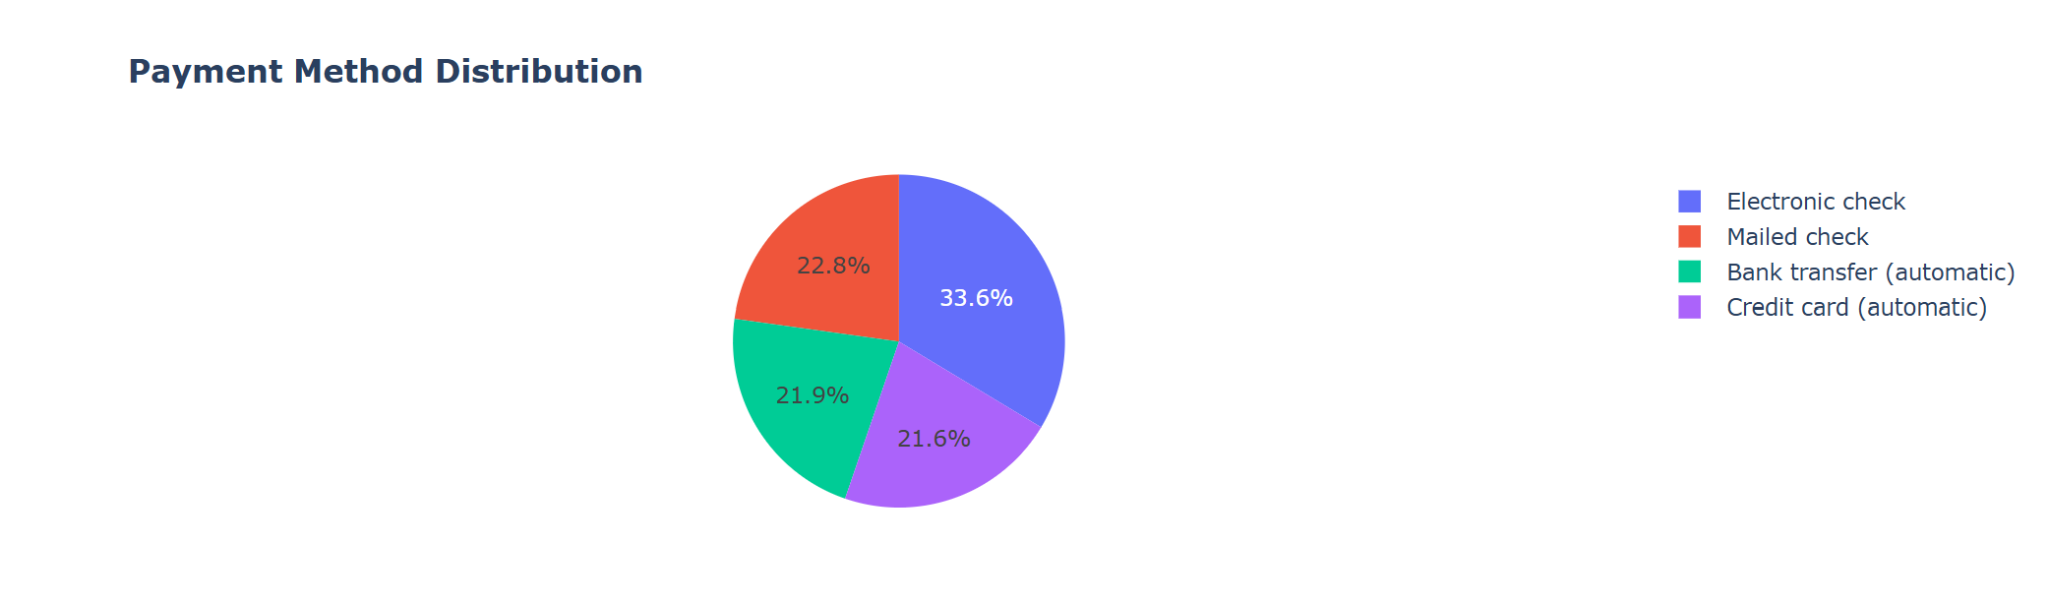 Payment Method Distribution
22.8%
33.6%
21.9%
21.6%
Electronic check
Mailed check
Bank transfer (automatic)
Credit card (automatic)